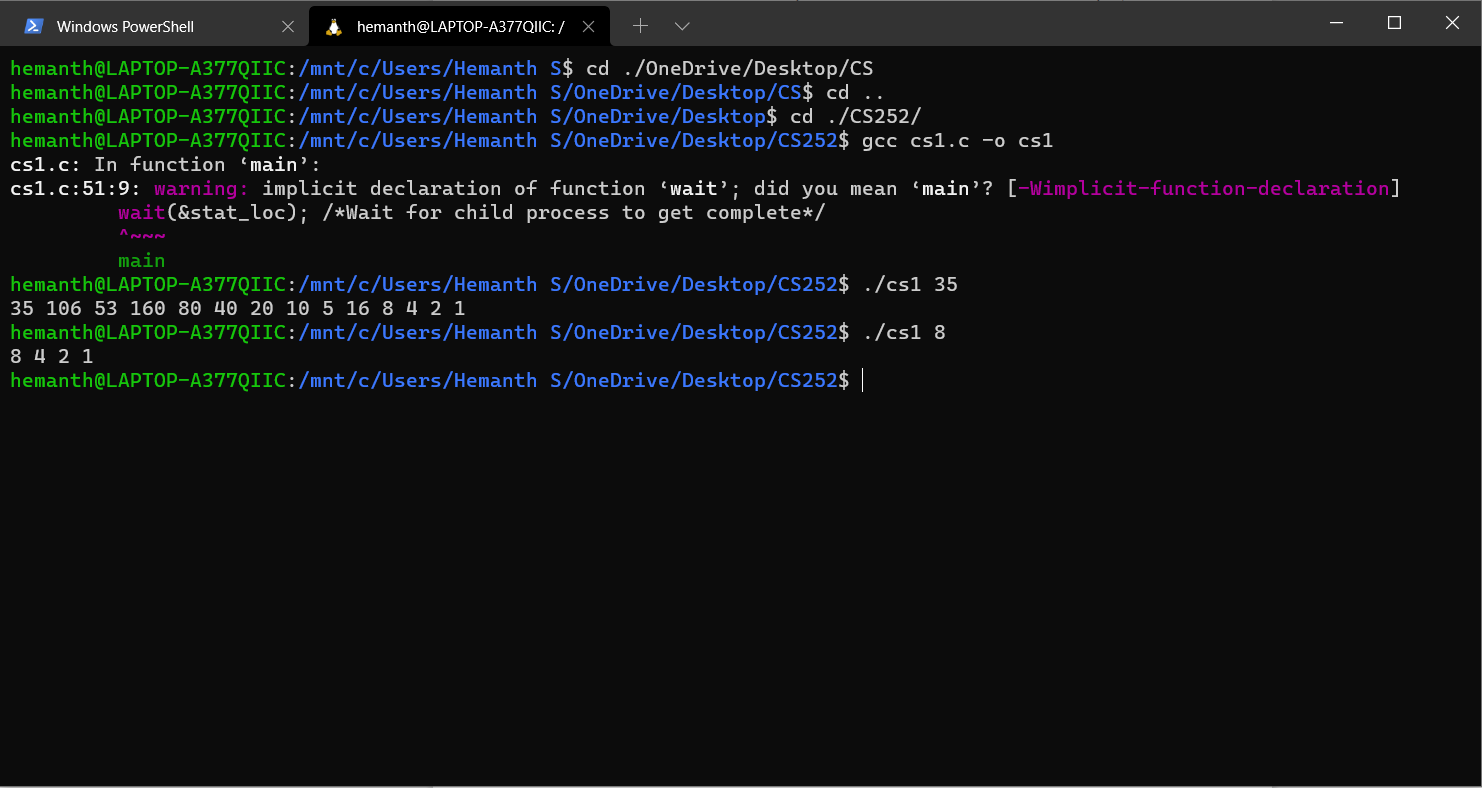 Windows PowerShell
hemanth@LAPTOP-A377QIIC: /
hemanth@LAPTOP-A377QIIC:/mnt/c/Users/Hemanth S$ cd ./OneDrive/Desktop/CS
hemanth@LAPTOP-A377QIIC:/mnt/c/Users/Hemanth S/OneDrive/Desktop/CS$ cd ..
hemanth@LAPTOP-A377QIIC:/mnt/c/Users/Hemanth S/OneDrive/Desktop$ cd ./CS252/
hemanth@LAPTOP-A377QIIC:/mnt/c/Users/Hemanth S/OneDrive/Desktop/CS252$ gcc cs1.c -o cs1
cs1.c: In function ‘main’:
cs1.c:51:9: warning: implicit declaration of function ‘wait’; did you mean ‘main’? [-Wimplicit-function-declaration]
wait(&stat_loc); /*Wait for child process to get complete*/
^~~~
main
hemanth@LAPTOP-A377QIIC:/mnt/c/Users/Hemanth S/OneDrive/Desktop/CS252$ ./cs1 35
35 106 53 160 80 40 20 10 5 16 8 4 2 1
hemanth@LAPTOP-A377QIIC:/mnt/c/Users/Hemanth S/OneDrive/Desktop/CS252$ ./cs1 8
8 4 2 1
hemanth@LAPTOP-A377QIIC:/mnt/c/Users/Hemanth S/OneDrive/Desktop/CS252$